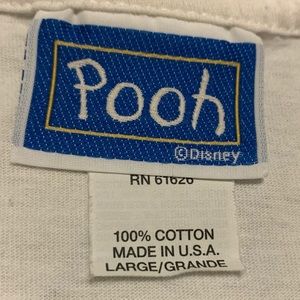 Pooh
©Disney
RN 61626
100% COTTON
MADE IN U.S.A.
LARGE/GRANDE